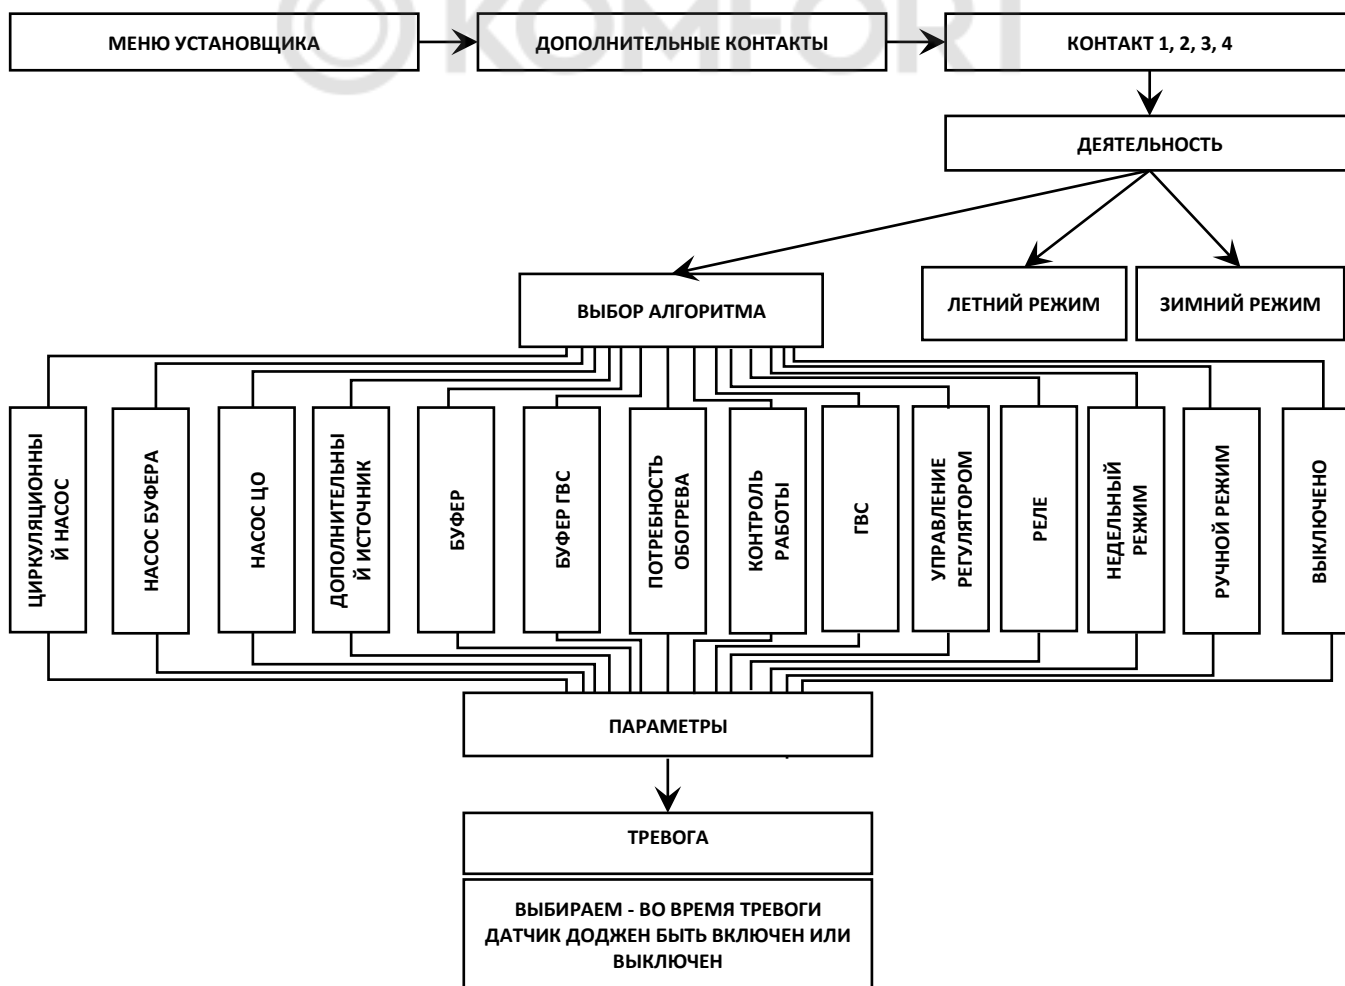 KOMFORT
МЕНЮ УСТАНОВЩИКА
ДОПОЛНИТЕЛЬНЫЕ КОНТАКТЫ
КОНТАКТ 1, 2, 3, 4
ДЕЯТЕЛЬНОСТЬ
ВЫБОР АЛГОРИТМА
ЛЕТНИЙ РЕЖИМ
ЗИМНИЙ РЕЖИМ
ЦИРКУЛЯЦИОННЫ
Й НАСОС
НАСОС БУФЕРА
НАСОС ЦО
ДОПОЛНИТЕЛЬНЫ
Й ИСТОЧНИК
БУФЕР
БУФЕР ГВС
ПОТРЕБНОСТЬ
ОБОГРЕВА
КОНТРОЛЬ
РАБОТЫ
ГВС
УПРАВЛЕНИЕ
РЕГУЛЯТОРОМ
РЕЛЕ
НЕДЕЛЬНЫЙ
РЕЖИМ
РУЧНОЙ РЕЖИМ
ВЫКЛЮЧЕНО
ПАРАМЕТРЫ
ТРЕВОГА
ВЫБИРАЕМ - ВО ВРЕМЯ ТРЕВОГИ
ДАТЧИК ДОДЖЕН БЫТЬ ВКЛЮЧЕН ИЛИ
ВЫКЛЮЧЕН